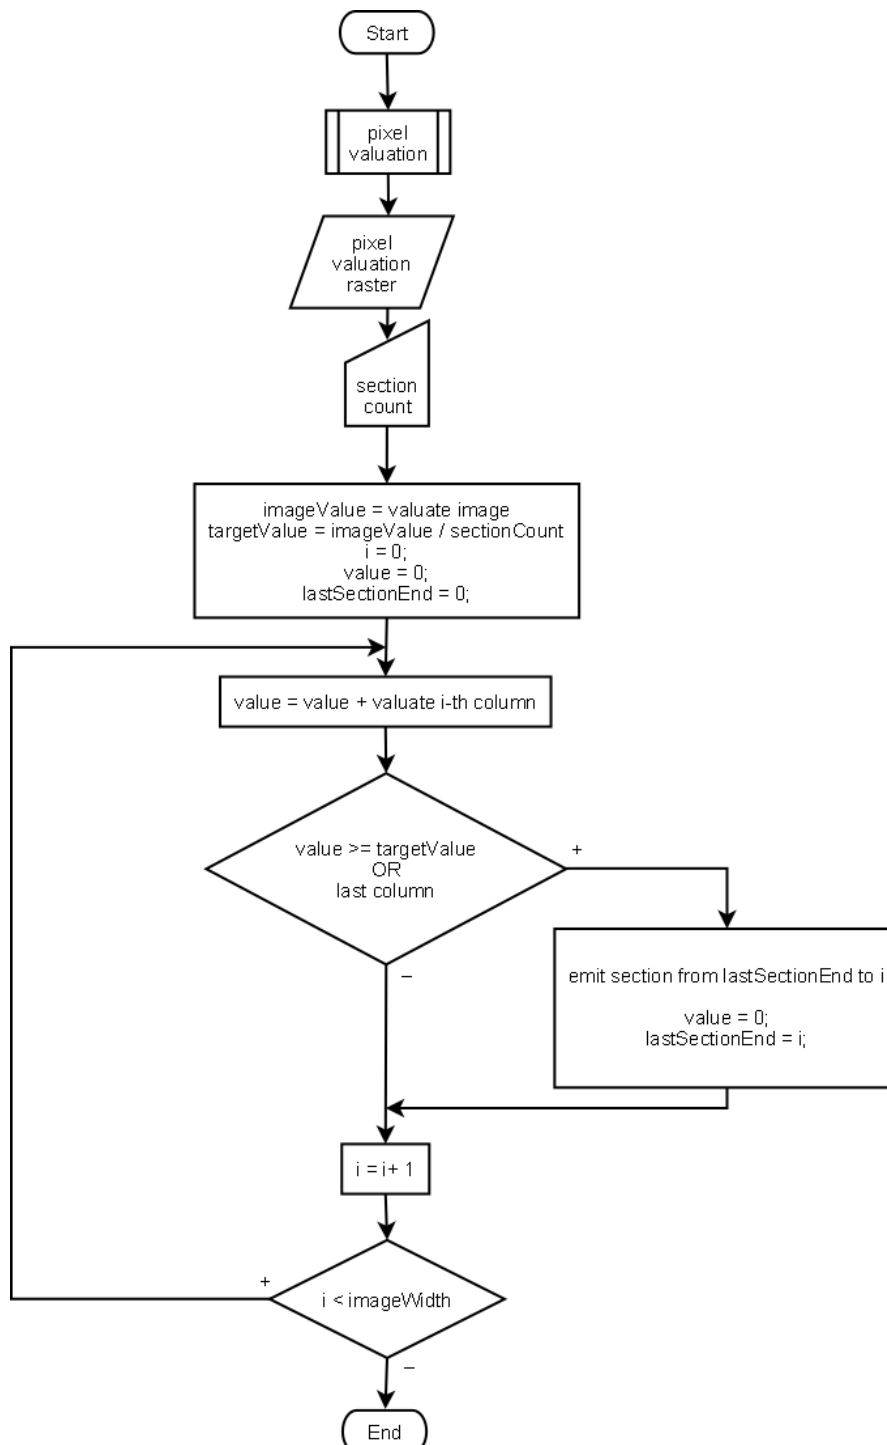 Start
pixel
valuation
pixel
valuation
raster
section
count
imageValue = valuate image
targetValue = imageValue / sectionCount
i = 0;
value = 0;
lastSectionEnd = 0;
value = value + valuate i-th column
value >= targetValue
OR
last column
+
–
emit section from lastSectionEnd to i
value = 0;
lastSectionEnd = i;
i = i+ 1
+
i < imageWidth
–
End